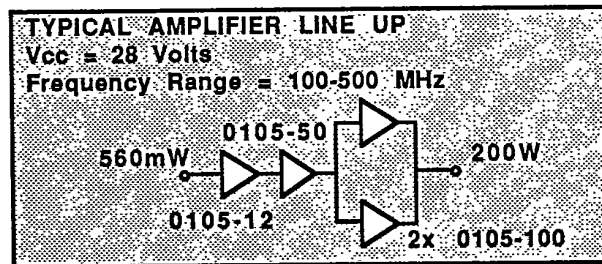 TYPICAL AMPLIFIER LINE UP
Vcc = 28 Volts
Frequency Range = 100-500 MHz
0105-50
560mW
200W
0105-12
2x 0105-100